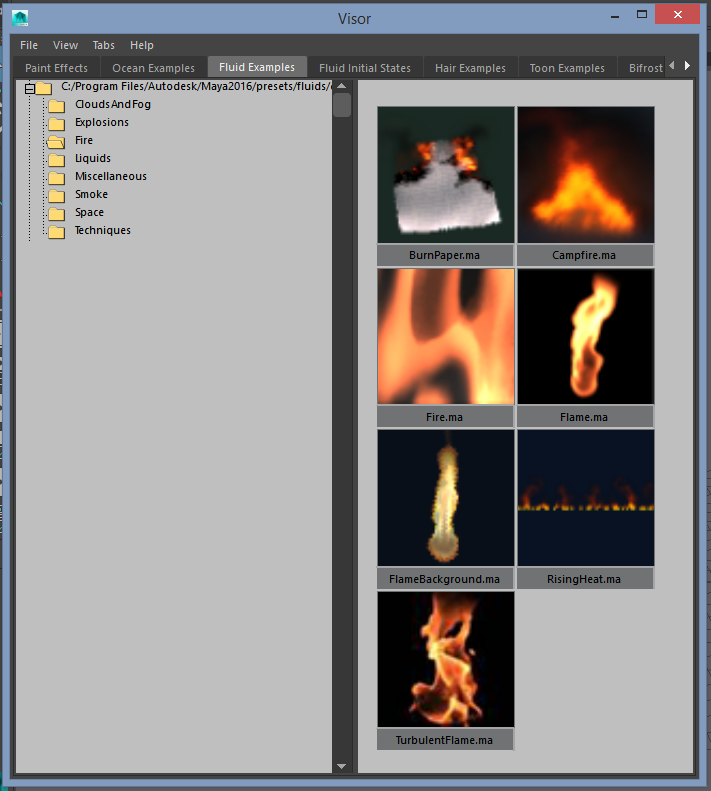 Visor
File View Tabs Help
Paint Effects Ocean Examples Fluid Examples Fluid Initial States Hair Examples Toon Examples Bifrost
C:/Program Files/Autodesk/Maya2016/presets/fluids/
CloudsAndFog
Explosions
Fire
Liquids
Miscellaneous
Smoke
Space
Techniques
BurnPaper.ma Campfire.ma
Fire.ma Flame.ma
FlameBackground.ma RisingHeat.ma
TurbulentFlame.ma